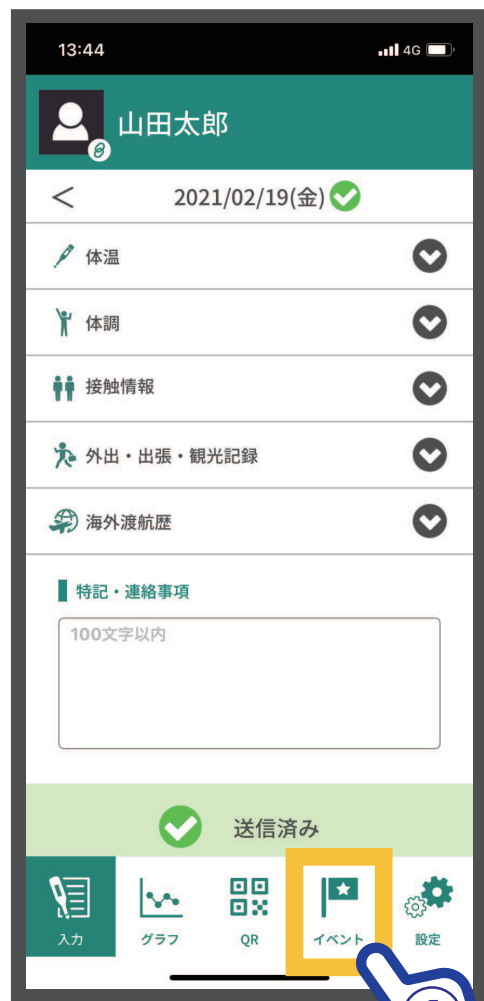 13:44
4G
山田太郎
< 2021/02/19(金)
体温
体調
接触情報
外出・出張・観光記録
海外渡航歴
特記・連絡事項
100文字以内
送信済み
入力 グラフ QR イベント 設定